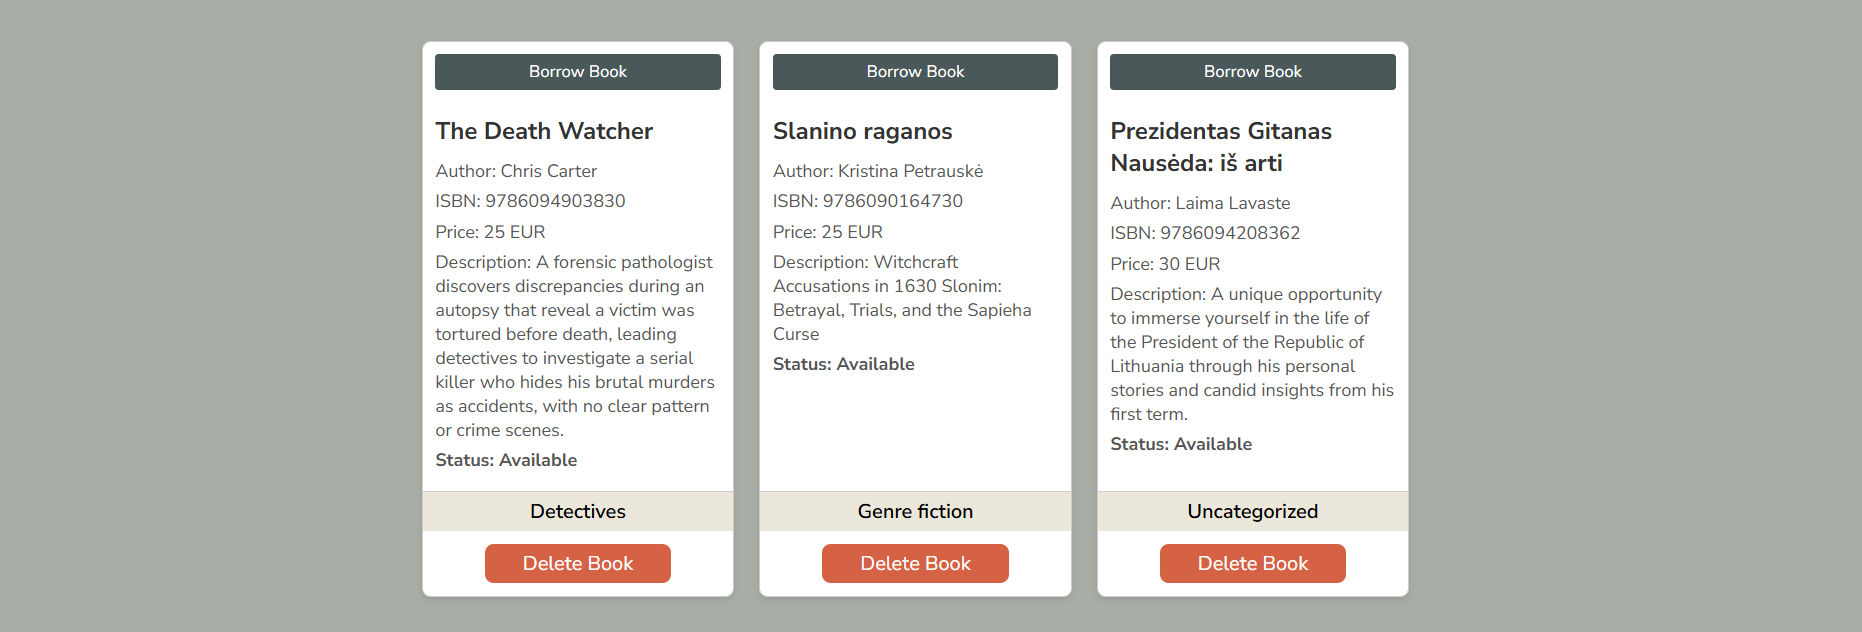 Borrow Book
The Death Watcher
Author: Chris Carter
ISBN: 9786094903830
Price: 25 EUR
Description: A forensic pathologist
discovers discrepancies during an
autopsy that reveal a victim was
tortured before death, leading
detectives to investigate a serial
killer who hides his brutal murders
as accidents, with no clear pattern
or crime scenes.
Status: Available
Detectives
Delete Book
Borrow Book
Slanino raganos
Author: Kristina Petrauskė
ISBN: 9786090164730
Price: 25 EUR
Description: Witchcraft
Accusations in 1630 Slonim:
Betrayal, Trials, and the Sapieha
Curse
Status: Available
Genre fiction
Delete Book
Borrow Book
Prezidentas Gitanas
Nausėda: iš arti
Author: Laima Lavaste
ISBN: 9786094208362
Price: 30 EUR
Description: A unique opportunity
to immerse yourself in the life of
the President of the Republic of
Lithuania through his personal
stories and candid insights from his
first term.
Status: Available
Uncategorized
Delete Book